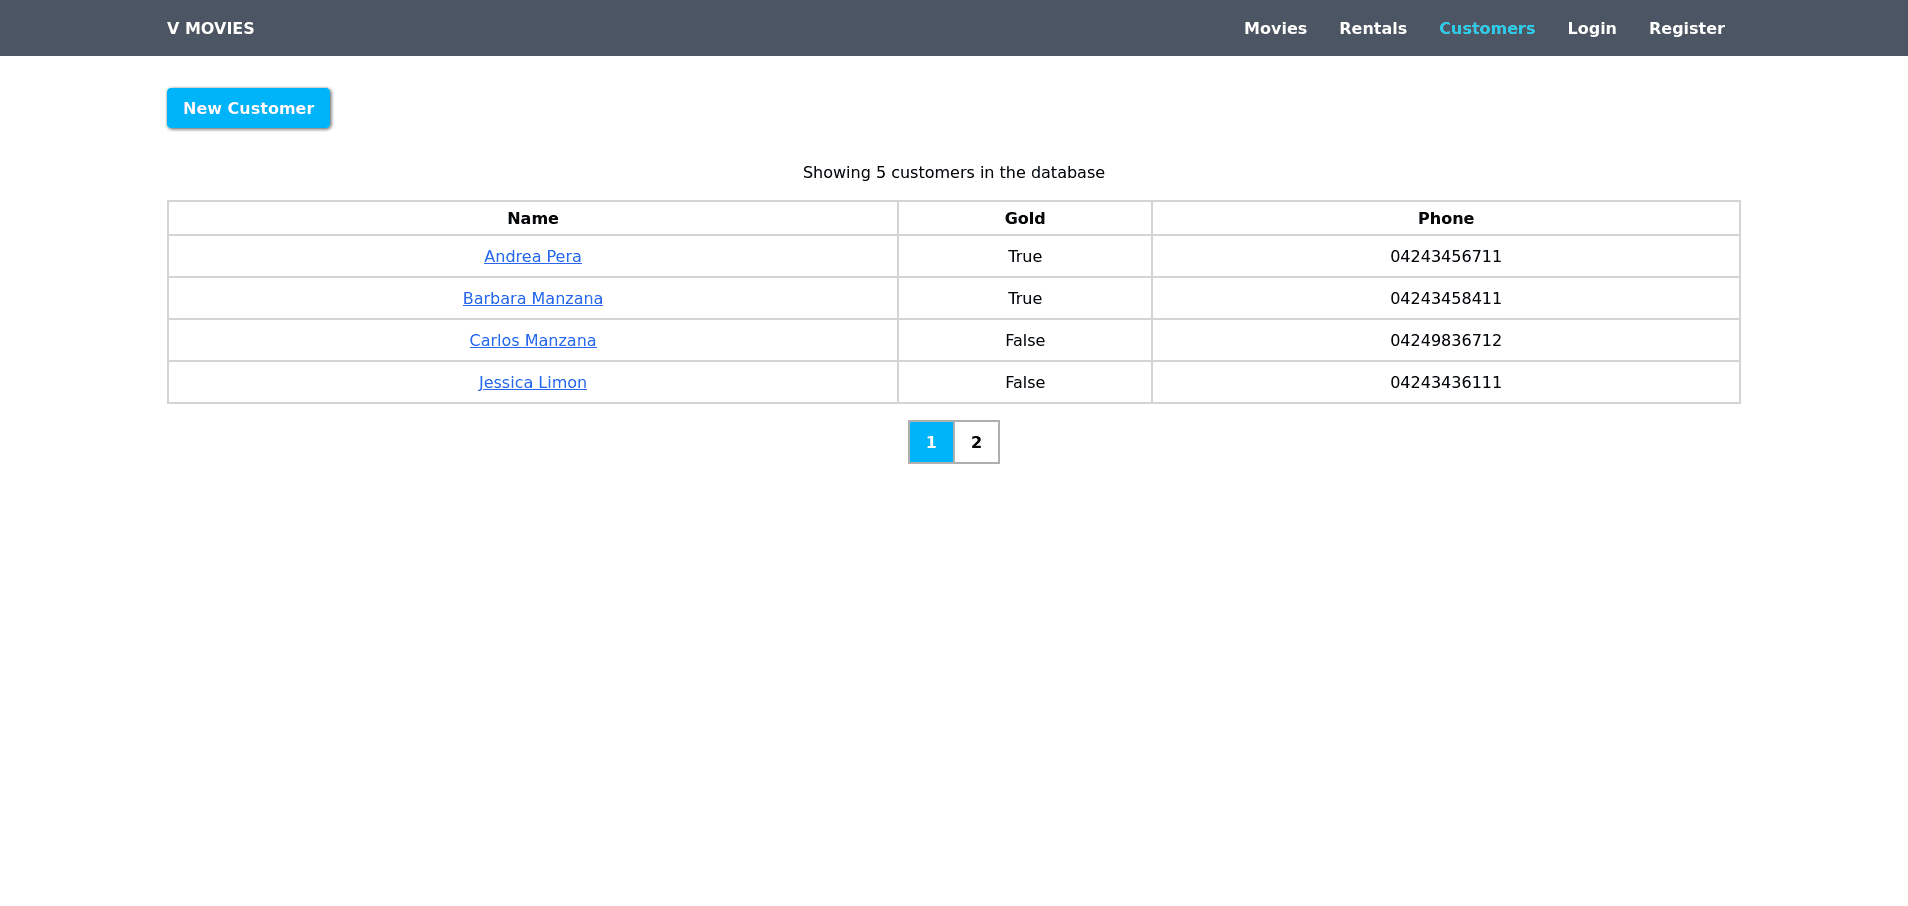 V MOVIES Movies Rentals Customers Login Register
New Customer
Showing 5 customers in the database
Name Gold Phone
Andrea Pera True 04243456711
Barbara Manzana True 04243458411
Carlos Manzana False 04249836712
Jessica Limon False 04243436111
1 2